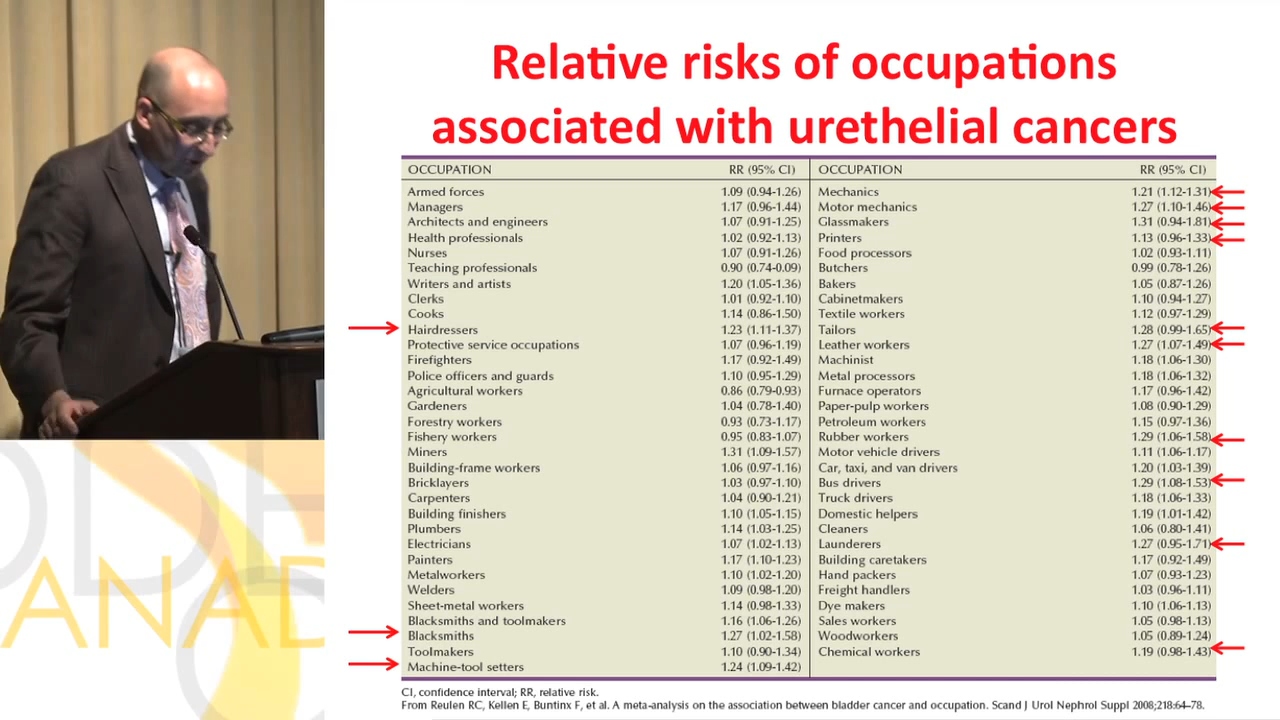 Relative risks of occupations
associated with urethelial cancers
OCCUPATION RR (95% CI) OCCUPATION RR (95% CI)
Armed forces 1.09 (0.94-1.26) Mechanics 1.21 (1.12-1.31)
Managers 1.17 (0.96-1.44) Motor mechanics 1.27 (1.10-1.46)
Architects and engineers 1.07 (0.91-1.25) Glassmakers 1.31 (0.94-1.81)
Health professionals 1.02 (0.92-1.13) Printers 1.13 (0.96-1.33)
Nurses 1.07 (0.91-1.26) Food processors 1.02 (0.93-1.11)
Teaching professionals 0.90 (0.74-0.09) Butchers 0.99 (0.78-1.26)
Writers and artists 1.20 (1.05-1.36) Bakers 1.05 (0.87-1.26)
Clerks 1.01 (0.92-1.10) Cabinetmakers 1.10 (0.94-1.27)
Cooks 1.14 (0.86-1.50) Textile workers 1.12 (0.97-1.29)
Hairdressers 1.23 (1.11-1.37) Tailors 1.28 (0.99-1.65)
Protective service occupations 1.07 (0.96-1.19) Leather workers 1.27 (1.07-1.49)
Firefighters 1.17 (0.92-1.49) Machinist 1.18 (1.06-1.30)
Police officers and guards 1.10 (0.95-1.29) Metal processors 1.18 (1.06-1.32)
Agricultural workers 0.86 (0.79-0.93) Furnace operators 1.17 (0.96-1.42)
Gardeners 1.04 (0.78-1.40) Paper-pulp workers 1.08 (0.90-1.29)
Forestry workers 0.93 (0.73-1.17) Petroleum workers 1.15 (0.97-1.36)
Fishery workers 0.95 (0.83-1.07) Rubber workers 1.29 (1.06-1.58)
Miners 1.31 (1.09-1.57) Motor vehicle drivers 1.11 (1.06-1.17)
Building-frame workers 1.06 (0.97-1.16) Car, taxi, and van drivers 1.20 (1.03-1.39)
Bricklayers 1.03 (0.97-1.10) Bus drivers 1.29 (1.08-1.53)
Carpenters 1.04 (0.90-1.21) Truck drivers 1.18 (1.06-1.33)
Building finishers 1.10 (1.05-1.15) Domestic helpers 1.19 (1.01-1.42)
Plumbers 1.14 (1.03-1.25) Cleaners 1.06 (0.80-1.41)
Electricians 1.07 (1.02-1.13) Launderers 1.27 (0.95-1.71)
Painters 1.17 (1.10-1.23) Building caretakers 1.17 (0.92-1.49)
Metalworkers 1.10 (1.02-1.20) Hand packers 1.07 (0.93-1.23)
Welders 1.09 (0.98-1.20) Freight handlers 1.03 (0.96-1.11)
Sheet-metal workers 1.14 (0.98-1.33) Dye makers 1.10 (1.06-1.13)
Blacksmiths and toolmakers 1.16 (1.06-1.26) Sales workers 1.05 (0.98-1.13)
Blacksmiths 1.27 (1.02-1.58) Woodworkers 1.05 (0.89-1.24)
Toolmakers 1.10 (0.90-1.34) Chemical workers 1.19 (0.98-1.43)
Machine-tool setters 1.24 (1.09-1.42)
CI, confidence interval; RR, relative risk.
From Reulen RC, Kellen E, Buntinx F, et al. A meta-analysis on the association between bladder cancer and occupation. Scand J Urol Nephrol Suppl 2008;218:64–78.